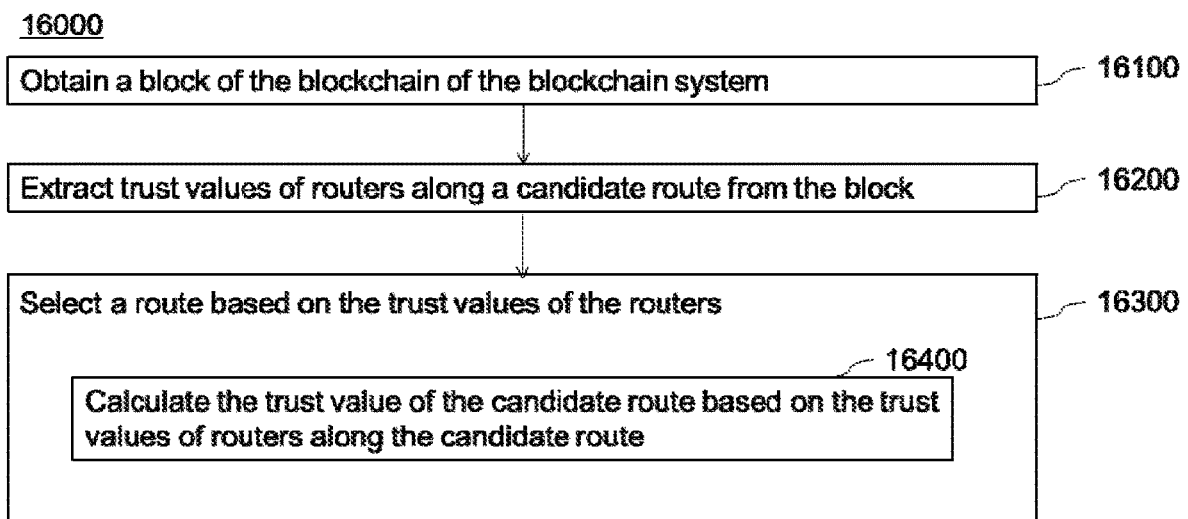 16000
Obtain a block of the blockchain of the blockchain system
16100
Extract trust values of routers along a candidate route from the block
16200
Select a route based on the trust values of the routers
16300
16400
Calculate the trust value of the candidate route based on the trust
values of routers along the candidate route